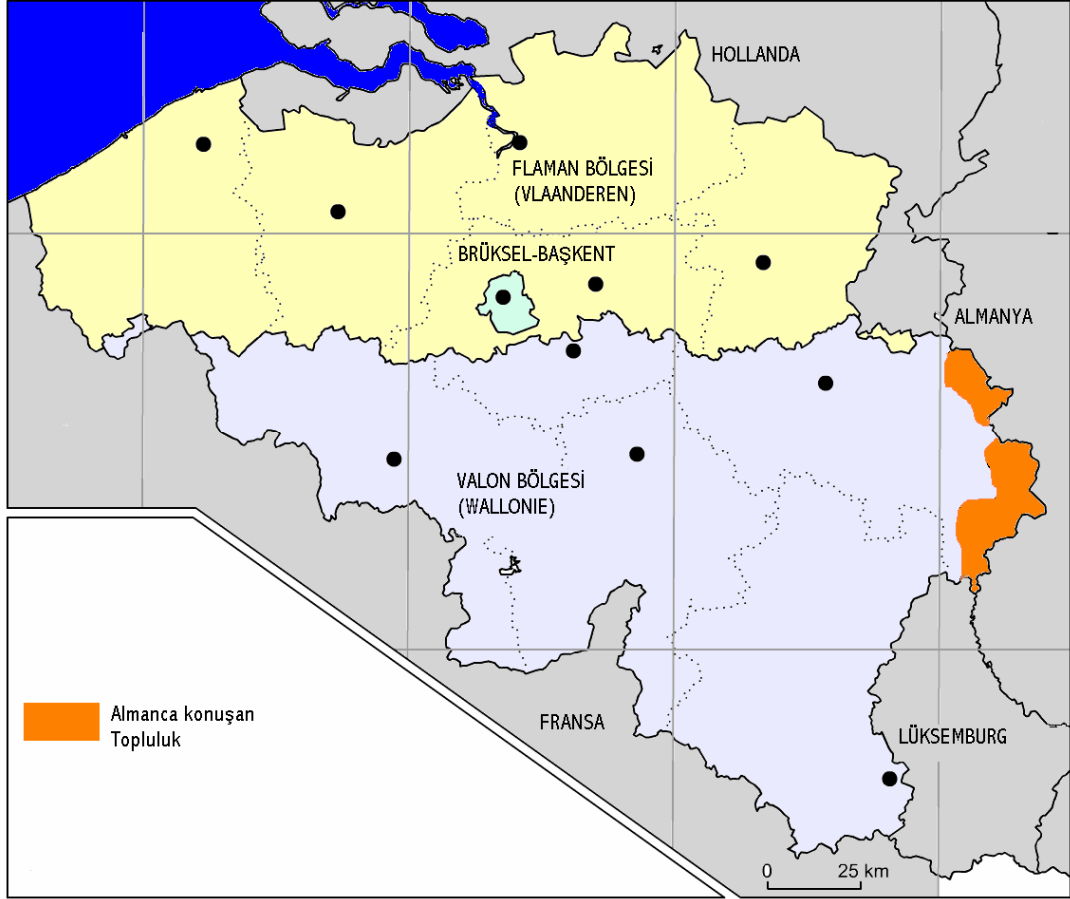 HOLLANDA
FLAMAN BÖLGESİ
(VLAANDEREN)
BRÜKSEL-BAŞKENT
ALMANYA
VALON BÖLGESİ
(WALLONIE)
FRANSA
LÜKSEMBURG
Almanca konuşan
Topluluk
0 25 km